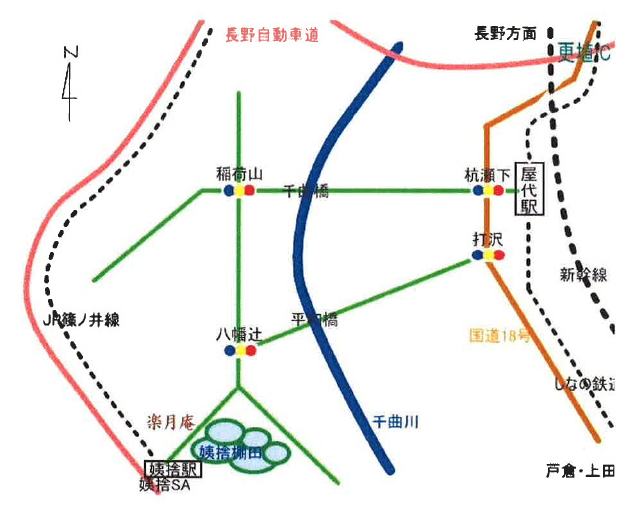 長野自動車道
長野方面
更埴IC
N
稲荷山
千曲橋
杭瀬下
屋代駅
打沢
新幹線
JR篠ノ井線
八幡辻
平和橋
国道18号
しなの鉄道
楽月庵
姨捨棚田
千曲川
姨捨駅
姨捨SA
戸倉・上田